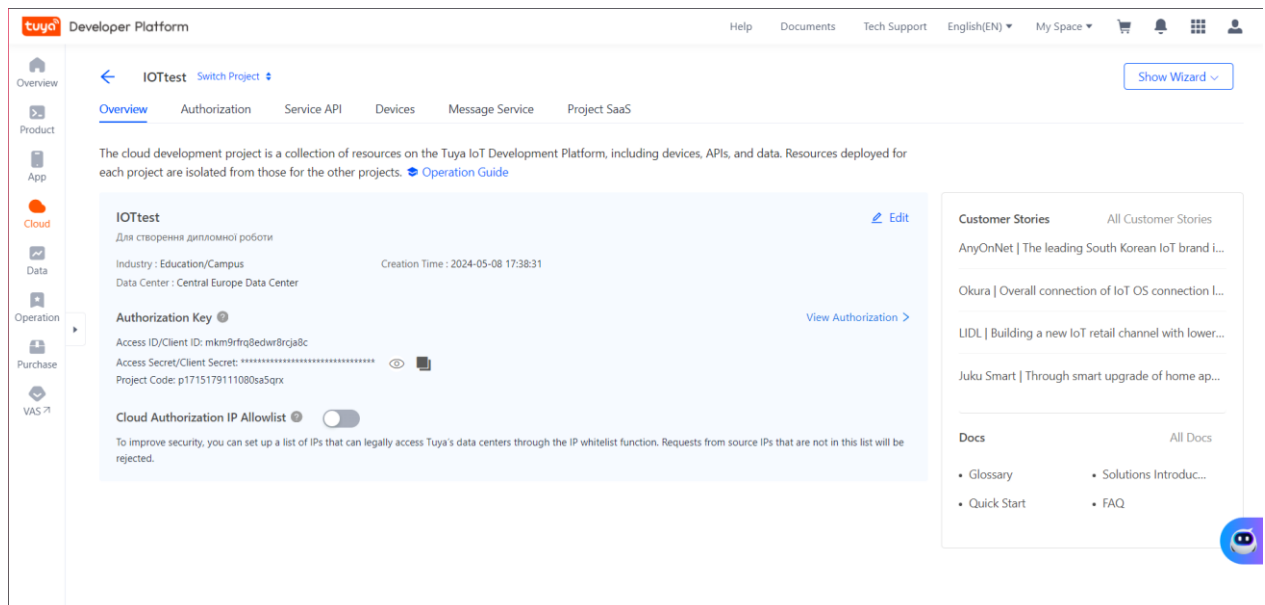 tuya Developer Platform
Help Documents Tech Support English(EN) My Space
Overview
Product
App
Cloud
Data
Operation
Purchase
VAS
IOTtest Switch Project
Show Wizard
Overview Authorization Service API Devices Message Service Project SaaS
The cloud development project is a collection of resources on the Tuya IoT Development Platform, including devices, APIs, and data. Resources deployed for
each project are isolated from those for the other projects. Operation Guide
IOTtest
Edit
Для створення дипломної роботи
Industry : Education/Campus Creation Time : 2024-05-08 17:38:31
Data Center : Central Europe Data Center
Authorization Key
View Authorization >
Access ID/Client ID: mkm9rfrq8edwr8rcja8c
Access Secret/Client Secret: ********************************
Project Code: p1715179111080sa5qrx
Cloud Authorization IP Allowlist
To improve security, you can set up a list of IPs that can legally access Tuya's data centers through the IP whitelist function. Requests from source IPs that are not in this list will be
rejected.
Customer Stories All Customer Stories
AnyOnNet | The leading South Korean IoT brand i...
Okura | Overall connection of IoT OS connection l...
LIDL | Building a new IoT retail channel with lower...
Juku Smart | Through smart upgrade of home ap...
Docs All Docs
• Glossary • Solutions Introduc...
• Quick Start • FAQ